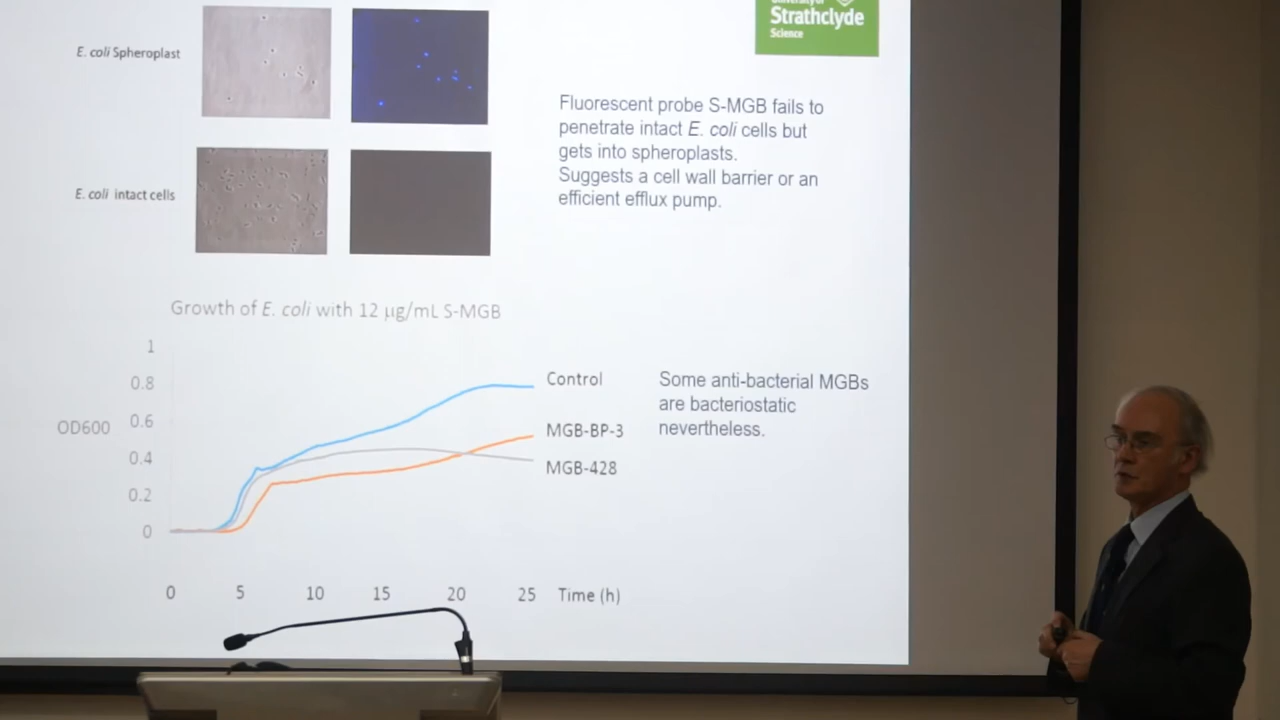 University of
Strathclyde
Science
E. coli Spheroplast
E. coli intact cells
Fluorescent probe S-MGB fails to
penetrate intact E. coli cells but
gets into spheroplasts.
Suggests a cell wall barrier or an
efficient efflux pump.
Growth of E. coli with 12 µg/mL S-MGB
1
0.8
0.6
0.4
0.2
0
OD600
Control
MGB-BP-3
MGB-428
0 5 10 15 20 25 Time (h)
Some anti-bacterial MGBs
are bacteriostatic
nevertheless.